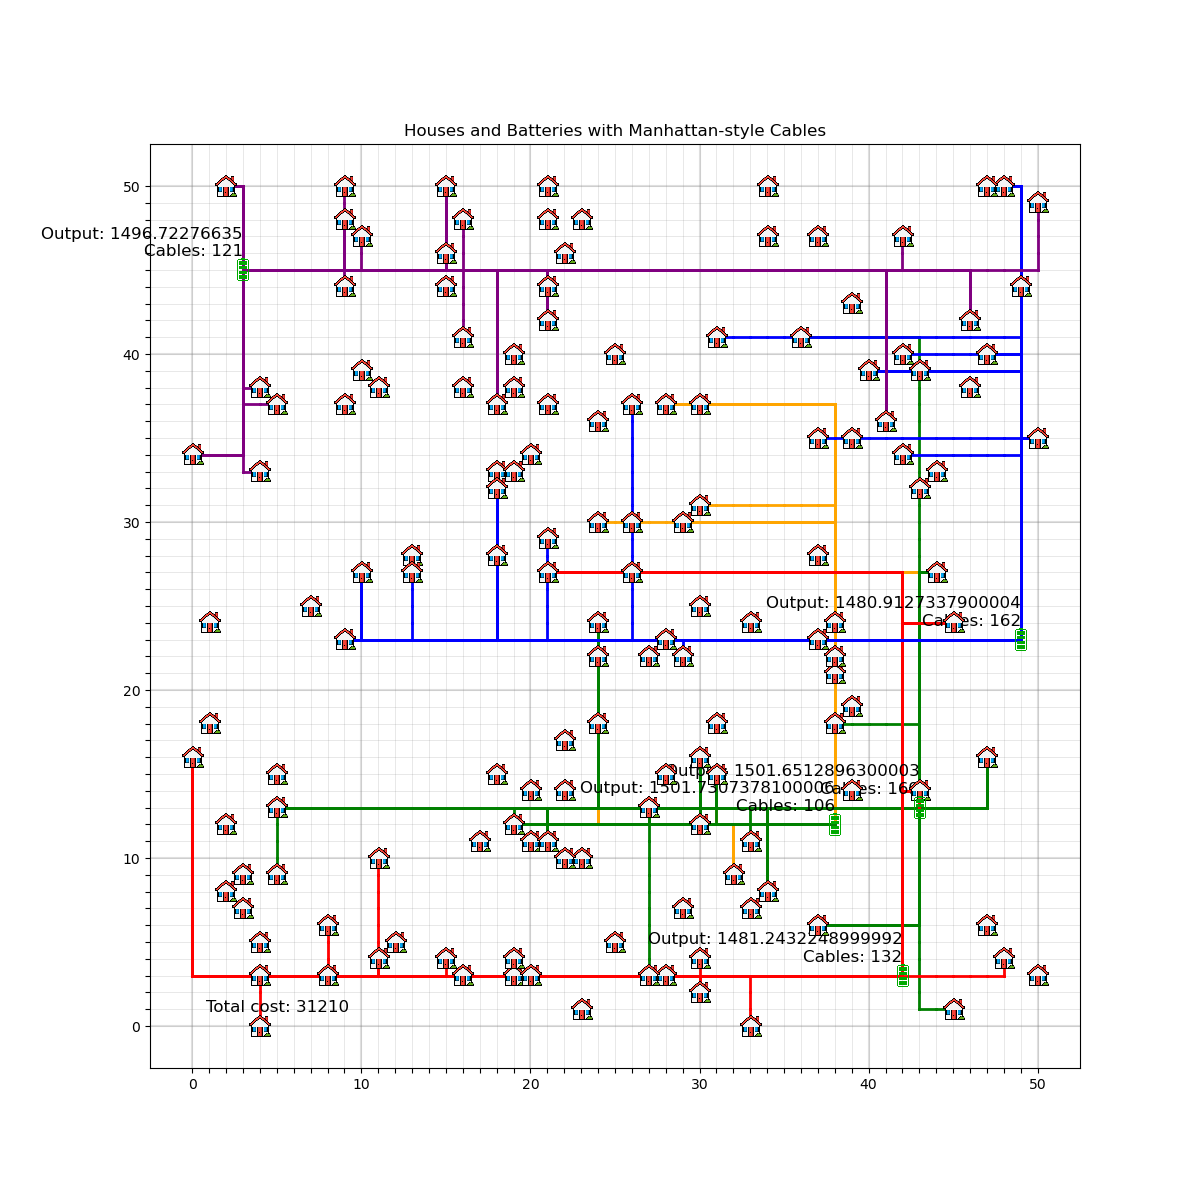 Houses and Batteries with Manhattan-style Cables
50
Output: 1496.72276635
Cables: 121
40
30
Output: 1480.9127337900004
Cables: 162
20
Output: 1501.6512896300003
Output: 1501.7307378100006
Cables: 106
10
Output: 1481.2432248999992
Cables: 132
Total cost: 31210
0
0 10 20 30 40 50